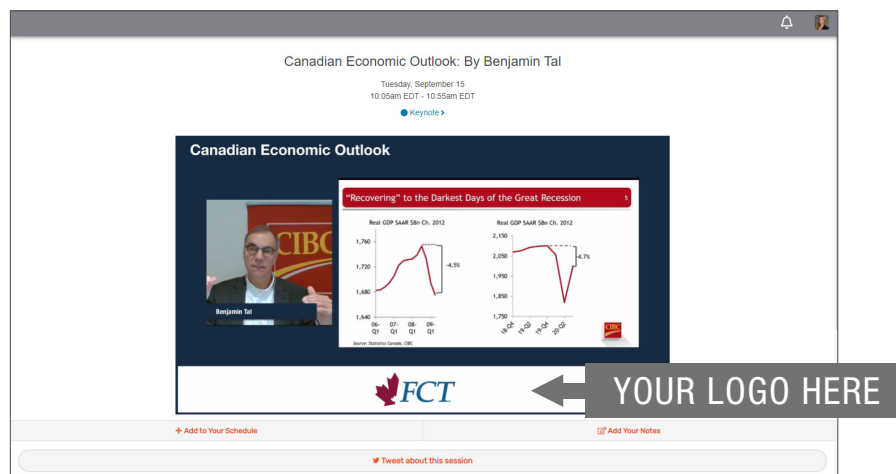 Canadian Economic Outlook: By Benjamin Tal
Tuesday, September 15
10:05am EDT - 10:55am EDT
Keynote >
Canadian Economic Outlook
"Recovering" to the Darkest Days of the Great Recession 5
Real GDP SAAR $Bn Ch. 2012
1,760
1,720
1,680
1,640
-4.5%
06-Q1 07-Q1 08-Q1 09-Q1
Real GDP SAAR $Bn Ch. 2012
2,150
2,050
1,950
1,850
1,750
-4.7%
18-Q4 19-Q2 19-Q4 20-Q2
Source: Statistics Canada, CIBC
CIBC
CIBC
Benjamin Tal
FCT
YOUR LOGO HERE
+ Add to Your Schedule
Add Your Notes
Tweet about this session